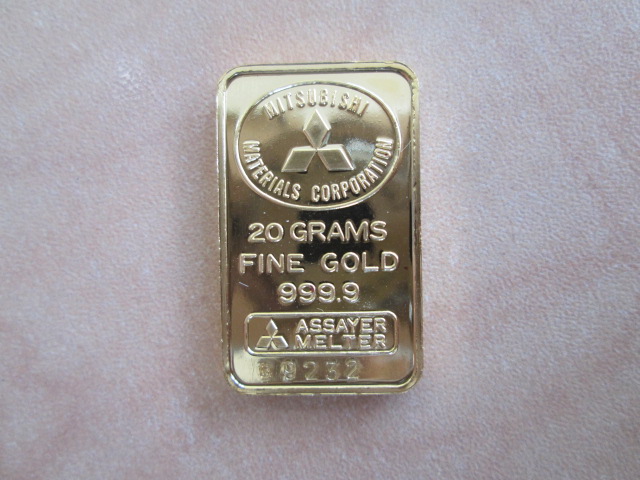 MITSUBISHI
MATERIALS CORPORATION
20 GRAMS
FINE GOLD
999.9
ASSAYER
MELTER